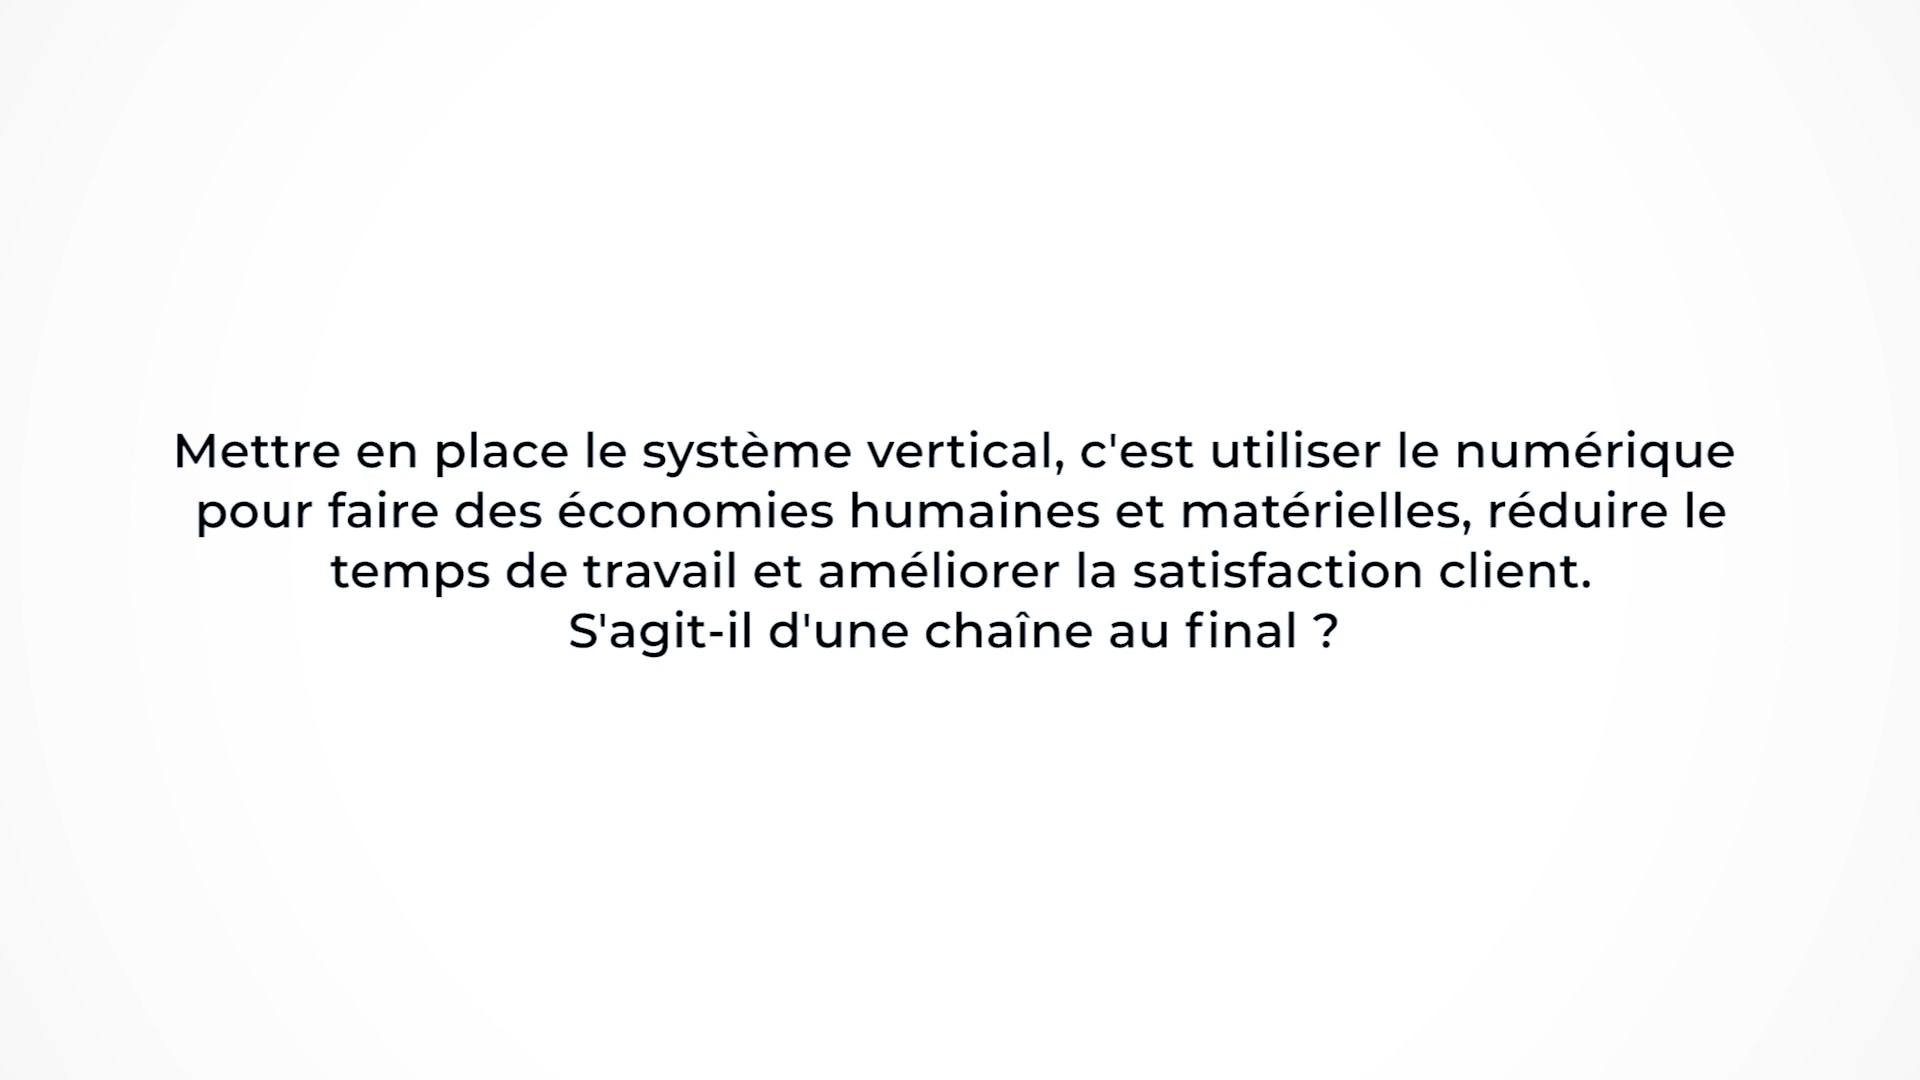 Mettre en place le système vertical, c'est utiliser le numérique
pour faire des économies humaines et matérielles, réduire le
temps de travail et améliorer la satisfaction client.
S'agit-il d'une chaîne au final ?